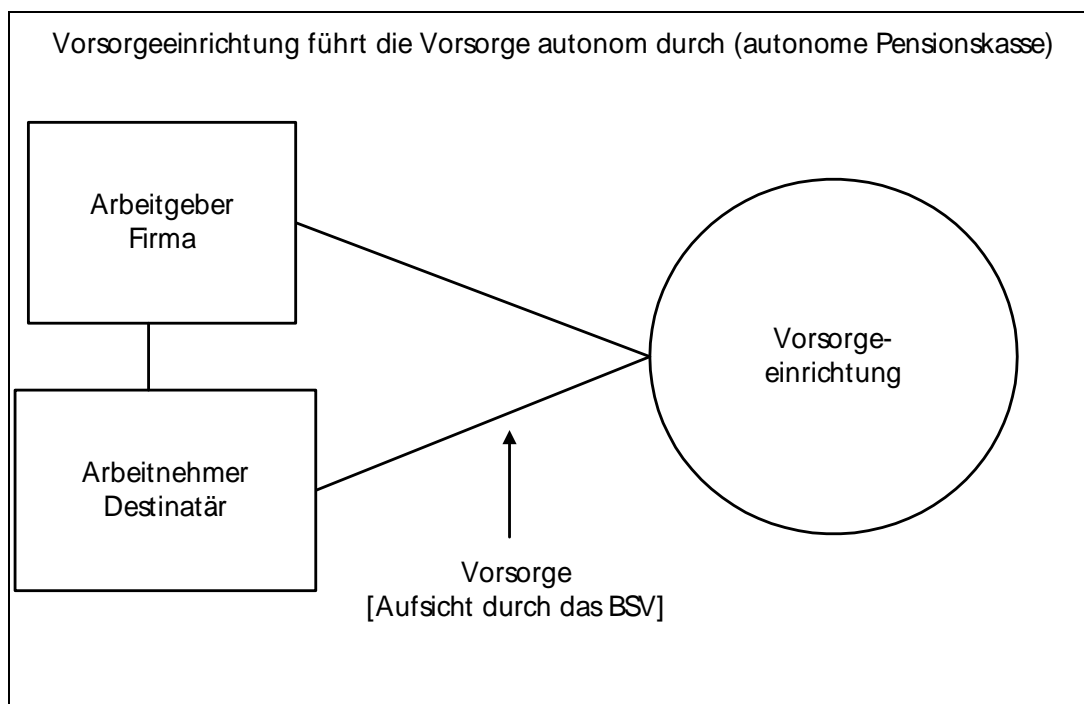 Vorsorgeeinrichtung führt die Vorsorge autonom durch (autonome Pensionskasse)
Arbeitgeber
Firma
Vorsorge-
einrichtung
Arbeitnehmer
Destinatär
Vorsorge
[Aufsicht durch das BSV]